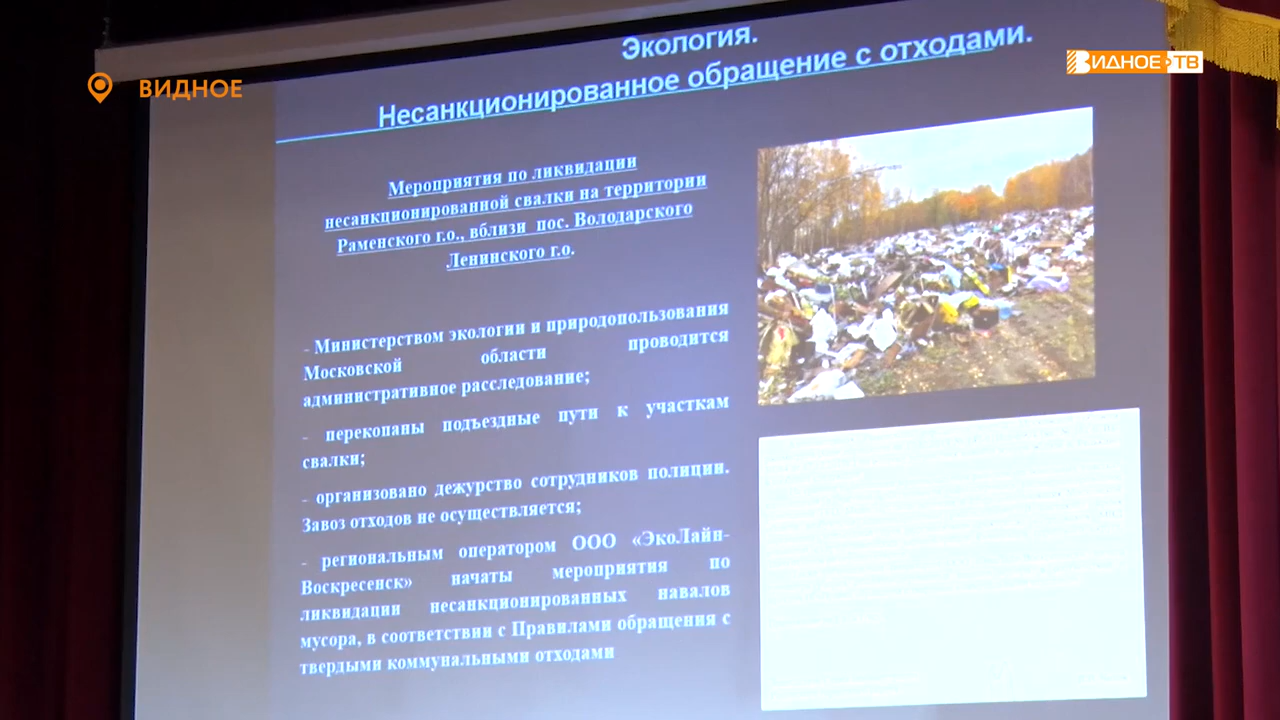 Экология.
Несанкционированное обращение с отходами.
ВИДНОЕ
ВИДНОЕ ТВ
Мероприятия по ликвидации
несанкционированной свалки на территории
Раменского г.о., вблизи пос. Володарского
Ленинского г.о.
- Министерством экологии и природопользования
Московской области проводится
административное расследование;
- перекопаны подъездные пути к участкам
свалки;
- организовано дежурство сотрудников полиции.
Завоз отходов не осуществляется;
- региональным оператором ООО «ЭкоЛайн-
Воскресенск» начаты мероприятия по
ликвидации несанкционированных навалов
мусора, в соответствии с Правилами обращения с
твердыми коммунальными отходами